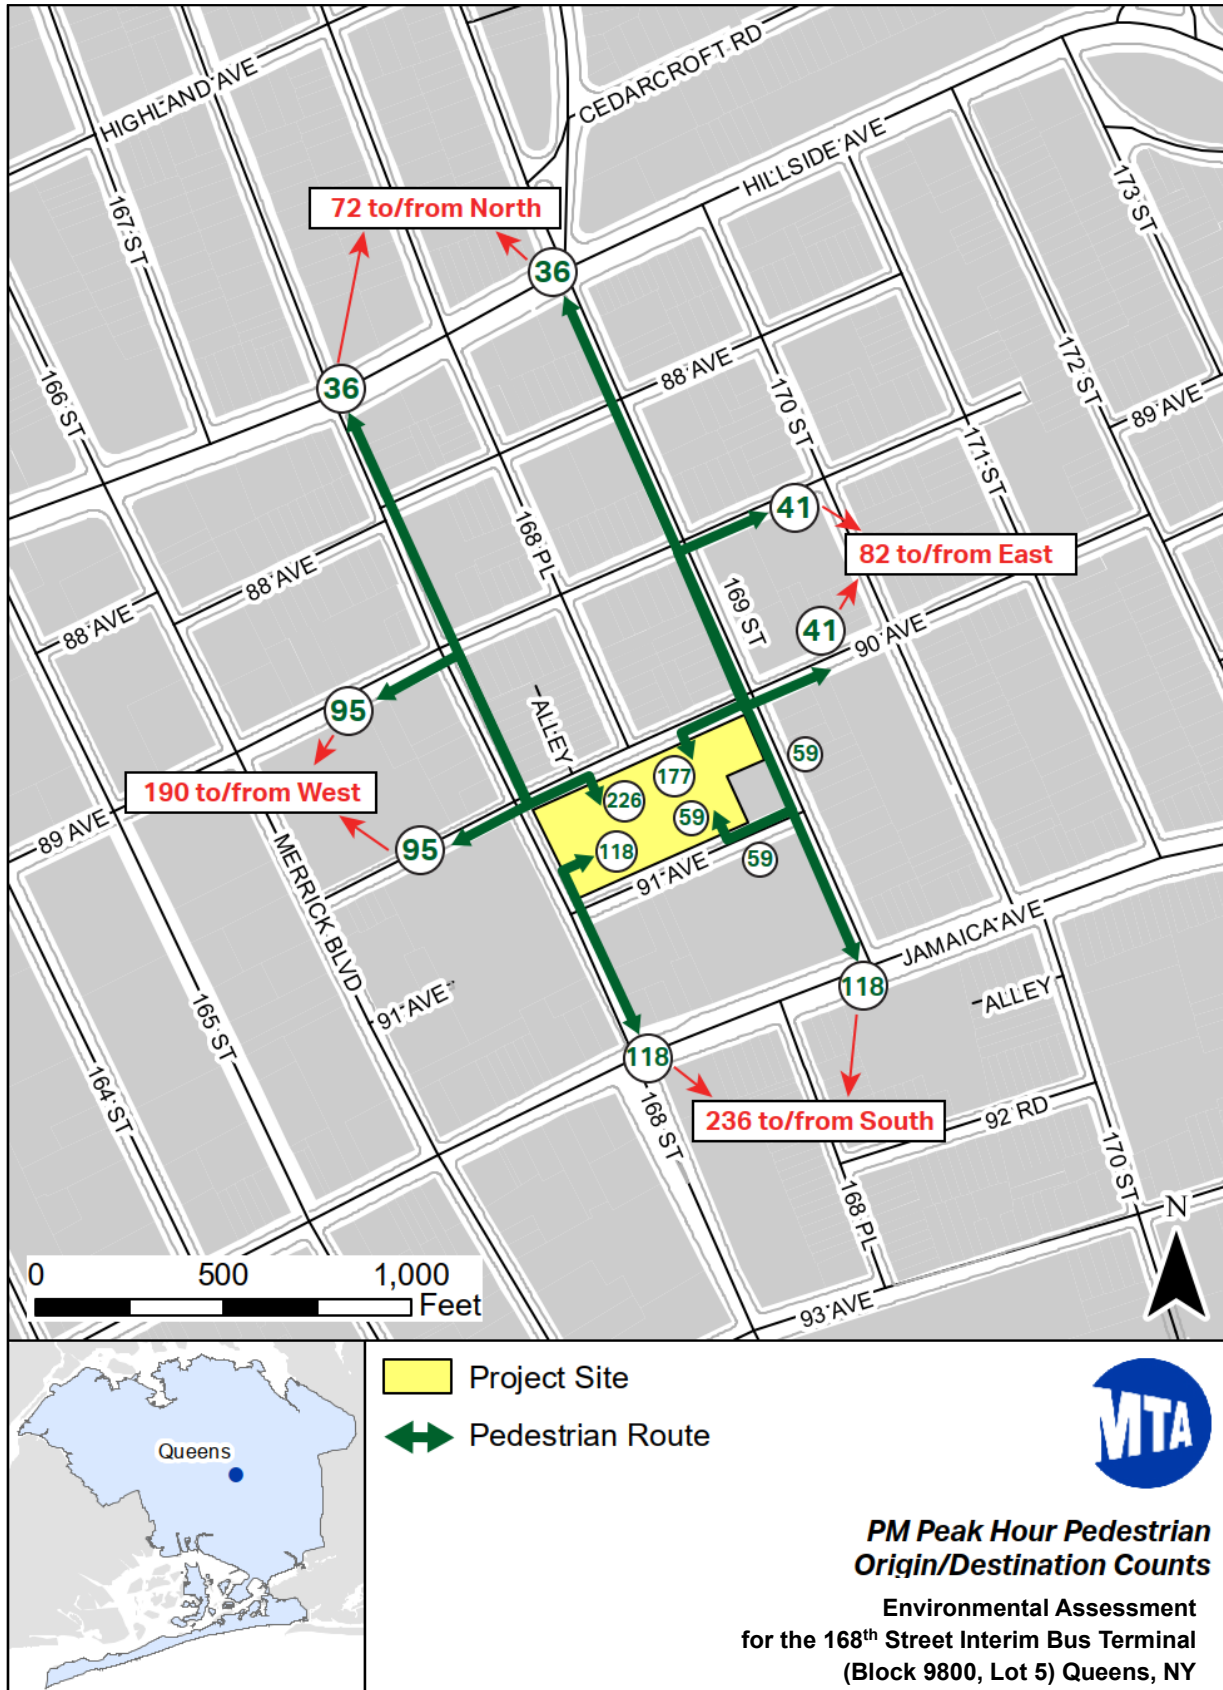 HIGHLAND AVE
CEDARCROFT RD
HILLSIDE AVE
167 ST
173 ST
72 to/from North
36
36
166 ST
88 AVE
170 ST
172 ST
89 AVE
171 ST
168 PL
41
82 to/from East
88 AVE
88 AVE
169 ST
41
90 AVE
95
ALLEY
59
177
226
190 to/from West
59
89 AVE
95
118
59
91 AVE
MERRICK BLVD
JAMAICA AVE
118
ALLEY
91 AVE
165 ST
118
164 ST
168 ST
236 to/from South
92 RD
170 ST
168 PL
N
0 500 1,000
Feet
93 AVE
Queens
Project Site
Pedestrian Route
MTA
PM Peak Hour Pedestrian
Origin/Destination Counts
Environmental Assessment
for the 168th Street Interim Bus Terminal
(Block 9800, Lot 5) Queens, NY